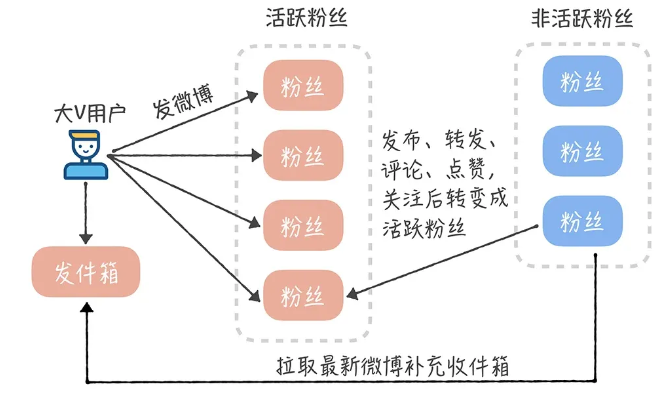 活跃粉丝
非活跃粉丝
大V用户
发微博
粉丝
粉丝
粉丝
粉丝
粉丝
粉丝
粉丝
发布、转发、
评论、点赞，
关注后转变成
活跃粉丝
发件箱
拉取最新微博补充收件箱